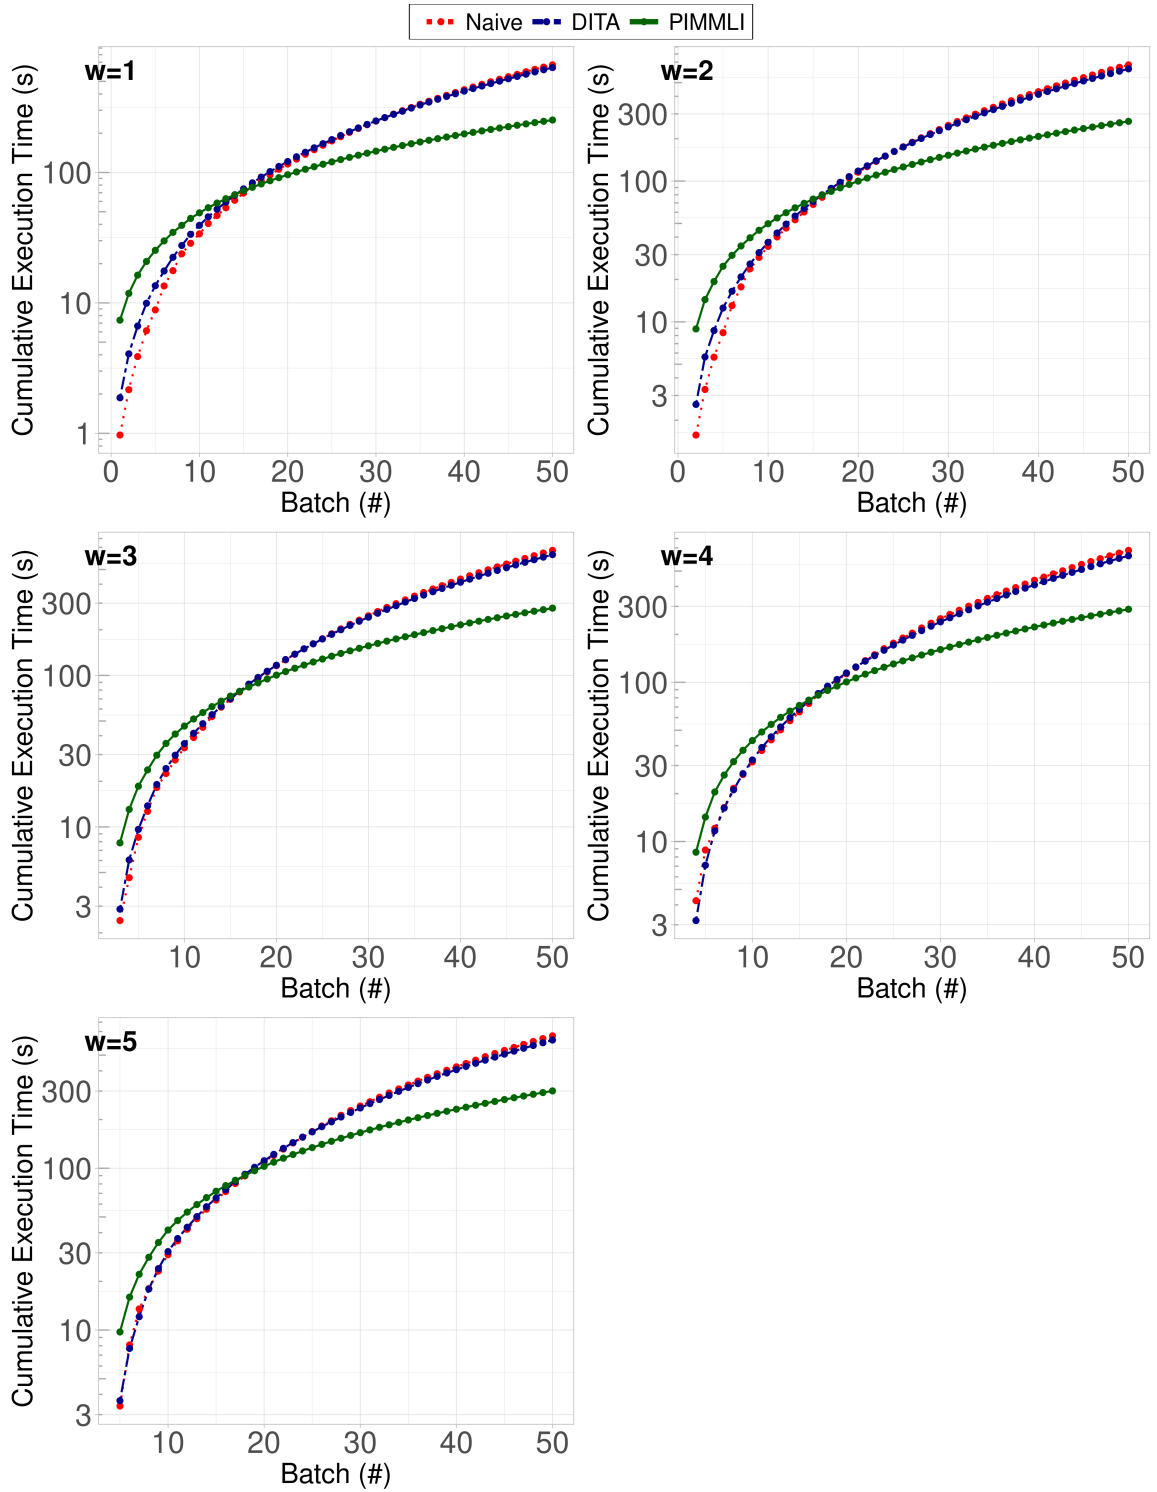 Naive DITA PIMMLI
w=1
Cumulative Execution Time (s)
100
10
1
0 10 20 30 40 50
Batch (#)
w=2
Cumulative Execution Time (s)
300
100
30
10
3
0 10 20 30 40 50
Batch (#)
w=3
Cumulative Execution Time (s)
300
100
30
10
3
10 20 30 40 50
Batch (#)
w=4
Cumulative Execution Time (s)
300
100
30
10
3
10 20 30 40 50
Batch (#)
w=5
Cumulative Execution Time (s)
300
100
30
10
3
10 20 30 40 50
Batch (#)